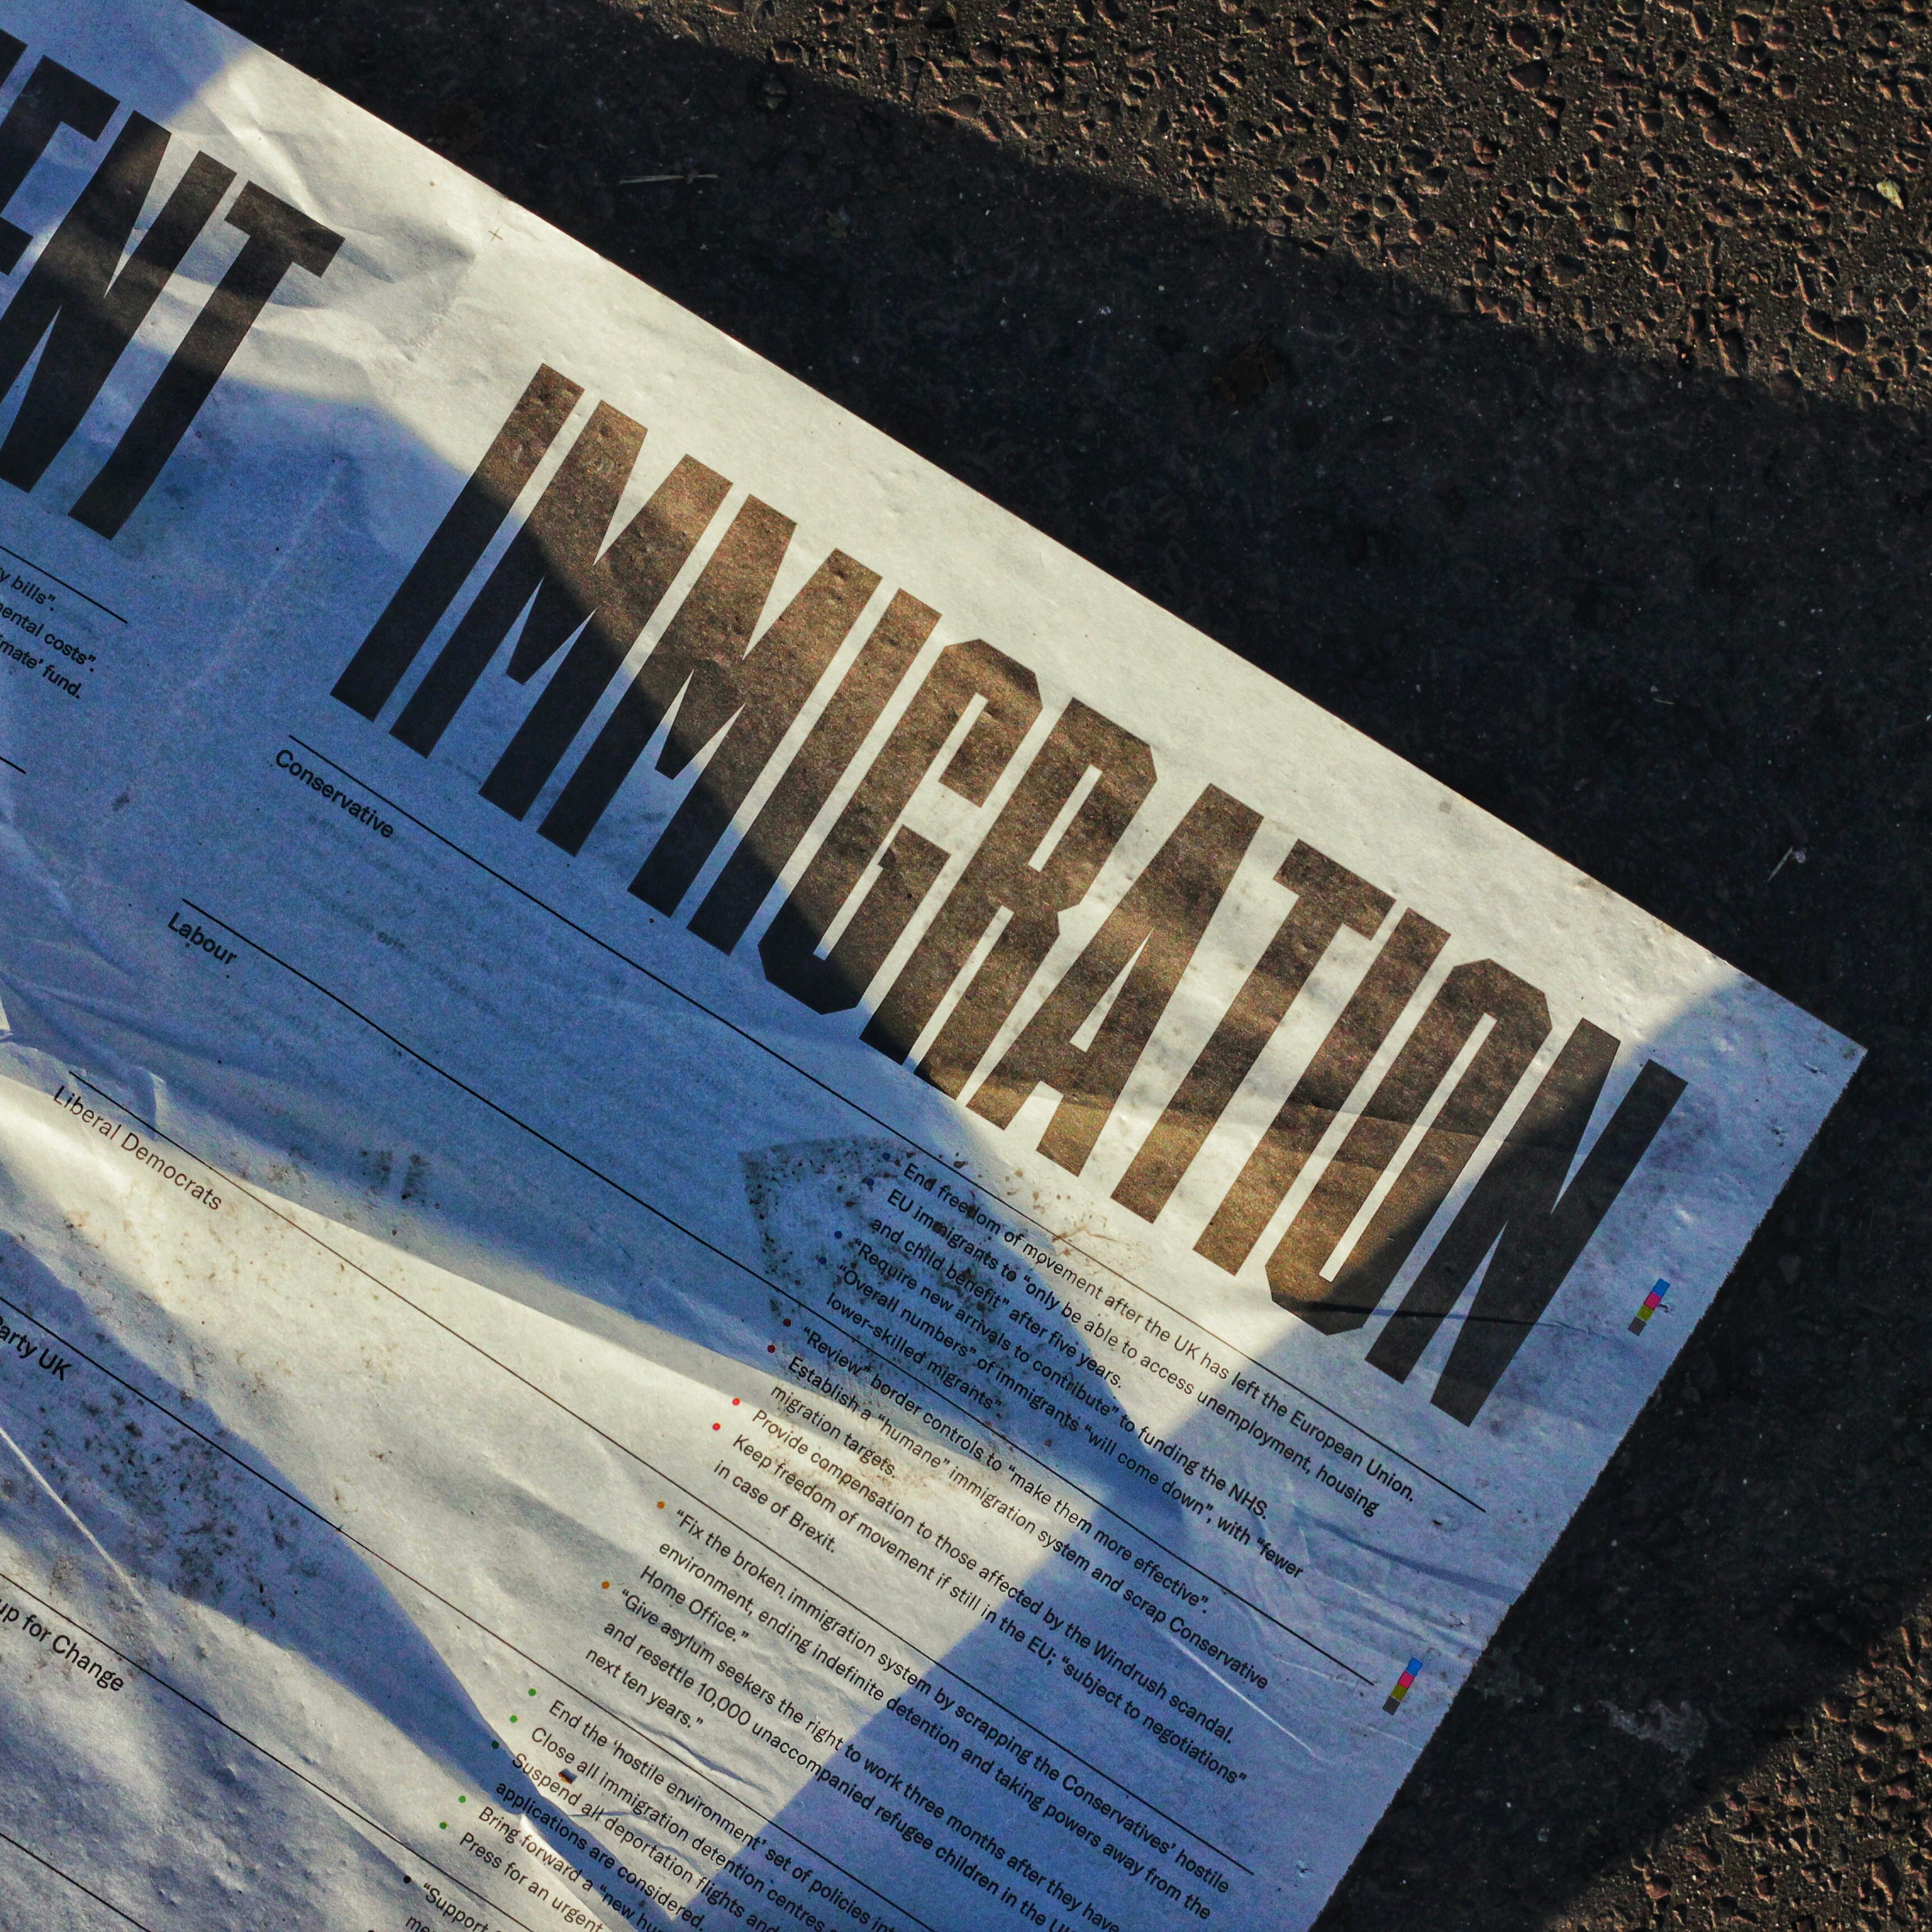 ENT
IMMIGRATION
bills”.
costs”.
fund.
Conservative
Labour
Liberal Democrats
Party UK
up for Change
End freedom of movement after the UK has left the European Union.
EU immigrants to “only be able to access unemployment, housing
and child benefit” after five years.
“Require new arrivals to contribute” to funding the NHS.
“Overall numbers” of immigrants “will come down”, with “fewer
lower-skilled migrants”
“Review” border controls to “make them more effective”.
Establish a “humane” immigration system and scrap Conservative
migration targets.
Provide compensation to those affected by the Windrush scandal.
Keep freedom of movement if still in the EU; “subject to negotiations”
in case of Brexit.
“Fix the broken immigration system by scrapping the Conservatives’ hostile
environment, ending indefinite detention and taking powers away from the
Home Office.”
“Give asylum seekers the right to work three months after they have
and resettle 10,000 unaccompanied refugee children in the
next ten years.”
End the ‘hostile environment’ set of policies
Close all immigration detention centres
Suspend all deportation flights and
applications are considered.
Bring forward a “new
Press for an urgent
“Support